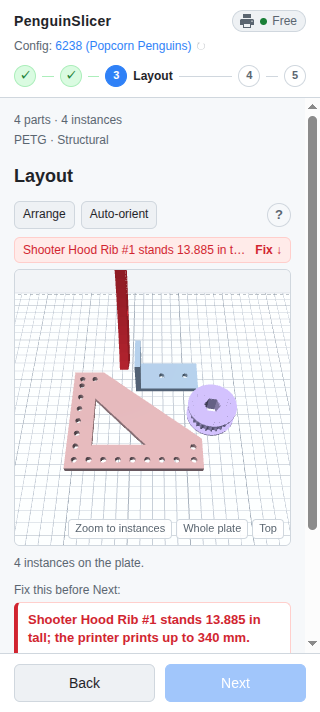 PenguinSlicer
Free
Config: 6238 (Popcorn Penguins)
✓ ✓ 3 Layout 4 5
4 parts · 4 instances
PETG · Structural
Layout
Arrange Auto-orient ?
Shooter Hood Rib #1 stands 13.885 in t… Fix ↓
Zoom to instances Whole plate Top
4 instances on the plate.
Fix this before Next:
Shooter Hood Rib #1 stands 13.885 in
tall; the printer prints up to 340 mm.
Back Next